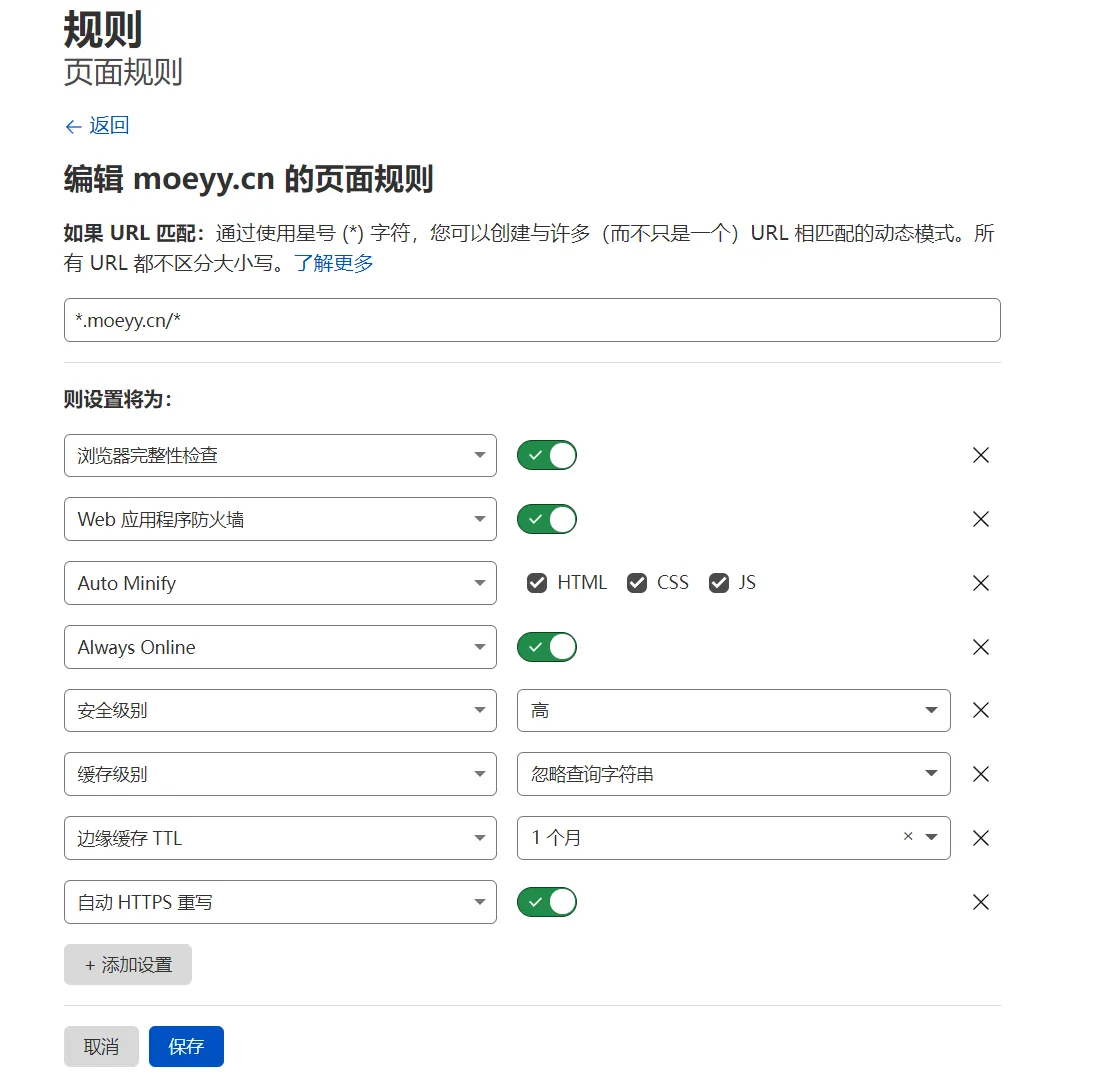 规则
页面规则
← 返回
编辑 moeyy.cn 的页面规则
如果 URL 匹配：通过使用星号 (*) 字符，您可以创建与许多（而不只是一个）URL 相匹配的动态模式。所
有 URL 都不区分大小写。了解更多
*.moeyy.cn/*
则设置将为：
浏览器完整性检查
Web 应用程序防火墙
Auto Minify HTML CSS JS
Always Online
安全级别 高
缓存级别 忽略查询字符串
边缘缓存 TTL 1 个月
自动 HTTPS 重写
+ 添加设置
取消 保存